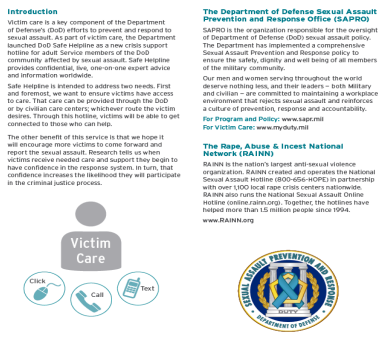 Introduction
Victim care is a key component of the Department
of Defense's (DoD) efforts to prevent and respond
to sexual assault. As part of victim care, the Department
launched DoD Safe Helpline as a new crisis support
hotline for adult Service members of the DoD
community affected by sexual assault. Safe Helpline
provides confidential, live, one-on-one expert advice
and information worldwide.
Safe Helpline is intended to address two needs. First
and foremost, we want to ensure victims have access
to care. That care can be provided through the DoD
or by civilian care centers; whichever route the victim
desires. Through this hotline, victims will be able to get
connected to those who can help.
The other benefit of this service is that we hope it
will encourage more victims to come forward and
report the sexual assault. Research tells us when
victims receive needed care and support they begin to
have confidence in the response system. In turn, that
confidence increases the likelihood they will participate
in the criminal justice process.
Victim
Care
Click
Call
Text
The Department of Defense Sexual Assault
Prevention and Response Office (SAPRO)
SAPRO is the organization responsible for the oversight
of Department of Defense (DoD) sexual assault policy.
The Department has implemented a comprehensive
Sexual Assault Prevention and Response policy to
ensure the safety, dignity and well being of all members
of the military community.
Our men and women serving throughout the world
deserve nothing less, and their leaders – both Military
and civilian – are committed to maintaining a workplace
environment that rejects sexual assault and reinforces
a culture of prevention, response and accountability.
For Program and Policy: www.sapr.mil
For Victim Care: www.myduty.mil
The Rape, Abuse & Incest National
Network (RAINN)
RAINN is the nation's largest anti-sexual violence
organization. RAINN created and operates the National
Sexual Assault Hotline (800-656-HOPE) in partnership
with over 1,100 local rape crisis centers nationwide.
RAINN also runs the National Sexual Assault Online
Hotline (online.rainn.org). Together, the hotlines have
helped more than 1.5 million people since 1994.
www.RAINN.org
SEXUAL ASSAULT PREVENTION AND RESPONSE
DEPARTMENT OF DEFENSE